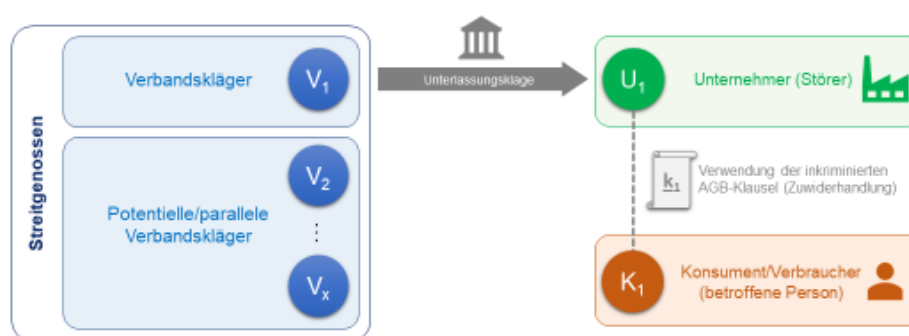 Streitgenossen
Verbandskläger
V1
Unterlassungsklage
U1
Unternehmer (Störer)
V2
Potentielle/parallele
Verbandskläger
⋮
Vx
k1
Verwendung der inkriminierten
AGB-Klausel (Zuwiderhandlung)
K1
Konsument/Verbraucher
(betroffene Person)